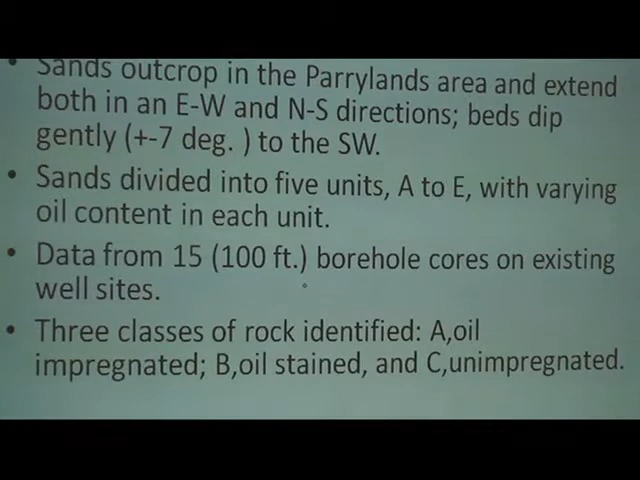 • Sands outcrop in the Parrylands area and extend
both in an E-W and N-S directions; beds dip
gently (+-7 deg. ) to the SW.
• Sands divided into five units, A to E, with varying
oil content in each unit.
• Data from 15 (100 ft.) borehole cores on existing
well sites.
• Three classes of rock identified: A,oil
impregnated; B,oil stained, and C,unimpregnated.